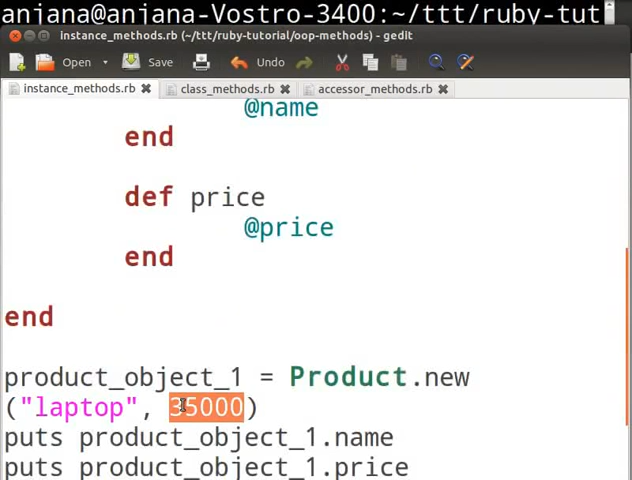 anjana@anjana-Vostro-3400:~/ttt/ruby-tut
instance_methods.rb (~/ttt/ruby-tutorial/oop-methods) - gedit
Open Save Undo
instance_methods.rb class_methods.rb accessor_methods.rb
@name
end
def price
@price
end
end
product_object_1 = Product.new
("laptop", 35000)
puts product_object_1.name
puts product_object_1.price